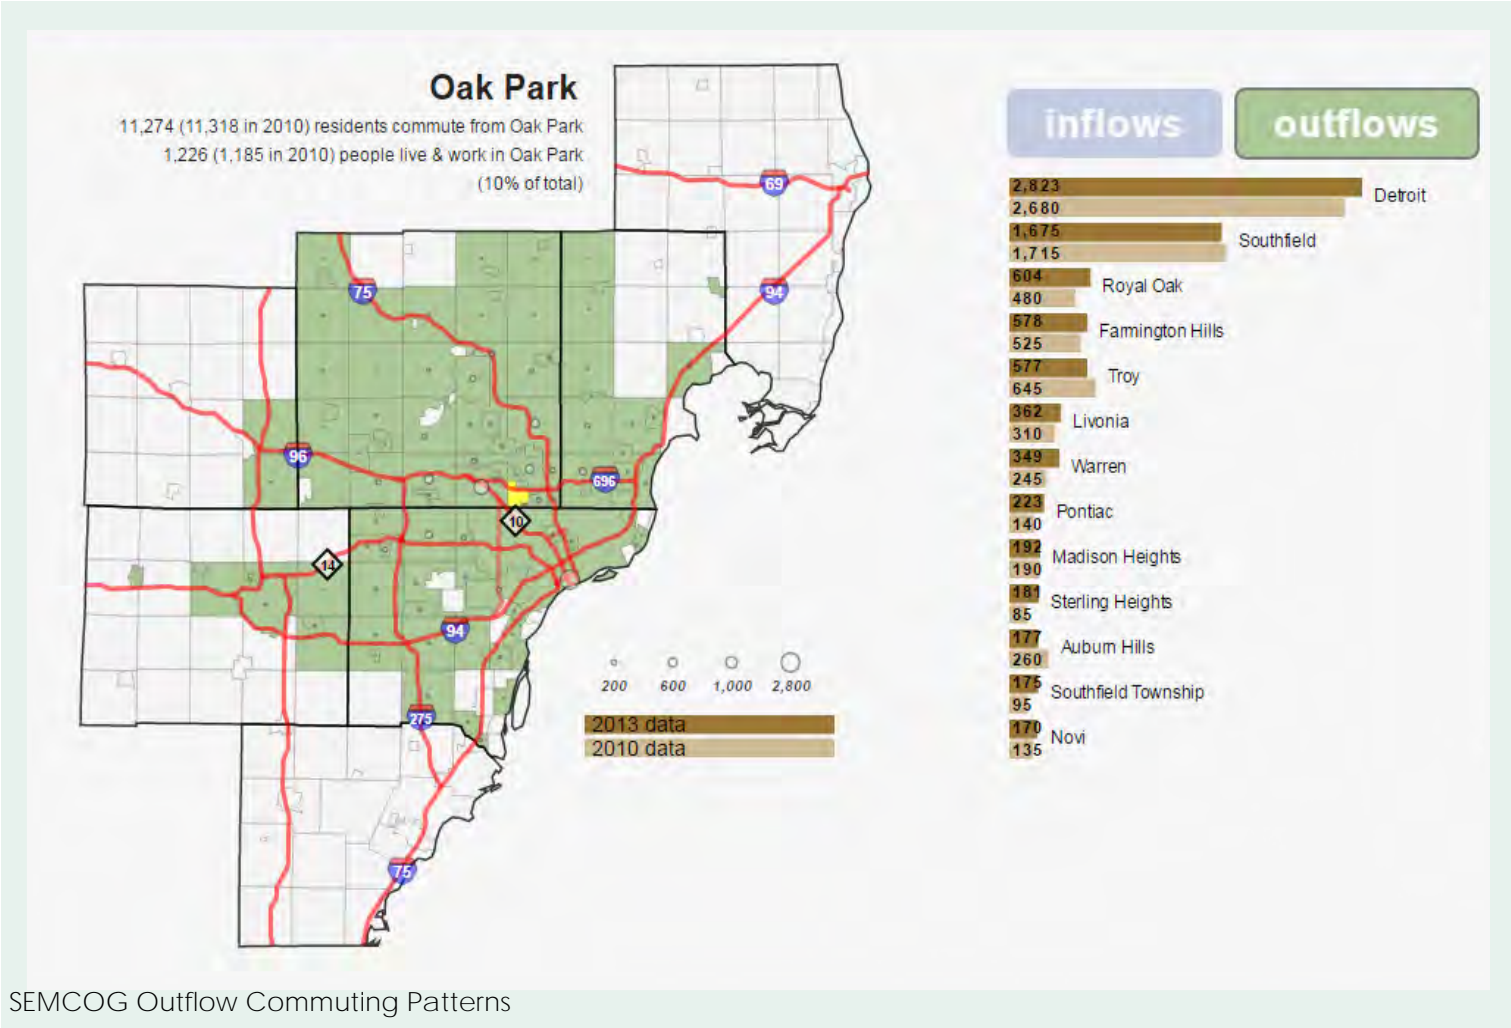 Oak Park
11,274 (11,318 in 2010) residents commute from Oak Park
1,226 (1,185 in 2010) people live & work in Oak Park
(10% of total)
inflows
outflows
2,823
Detroit
2,680
1,675
Southfield
1,715
604
Royal Oak
480
578
Farmington Hills
525
577
Troy
645
362
Livonia
310
349
Warren
245
223
Pontiac
140
192
Madison Heights
190
181
Sterling Heights
85
177
Auburn Hills
260
175
Southfield Township
95
170
Novi
135
69
75
94
96
696
10
14
94
275
75
200 600 1,000 2,800
2013 data
2010 data
SEMCOG Outflow Commuting Patterns